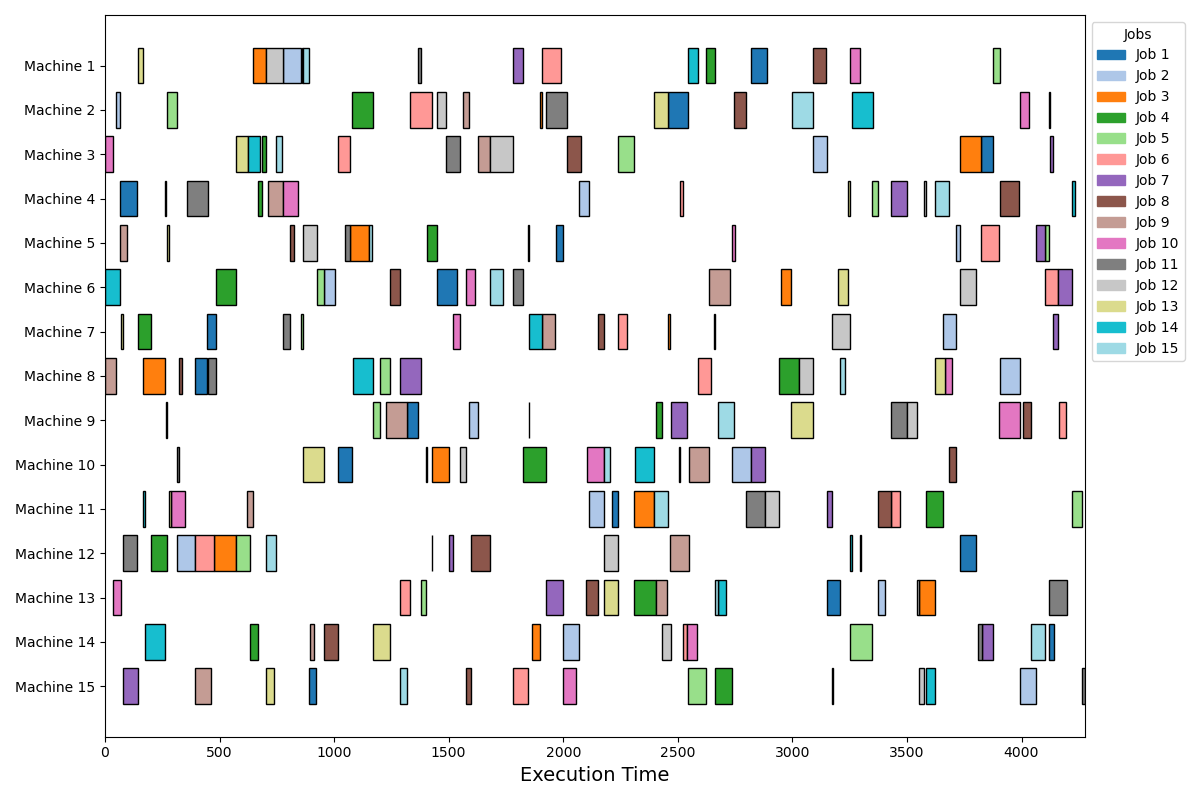 Machine 1
Machine 2
Machine 3
Machine 4
Machine 5
Machine 6
Machine 7
Machine 8
Machine 9
Machine 10
Machine 11
Machine 12
Machine 13
Machine 14
Machine 15
0 500 1000 1500 2000 2500 3000 3500 4000
Execution Time
Jobs
Job 1
Job 2
Job 3
Job 4
Job 5
Job 6
Job 7
Job 8
Job 9
Job 10
Job 11
Job 12
Job 13
Job 14
Job 15